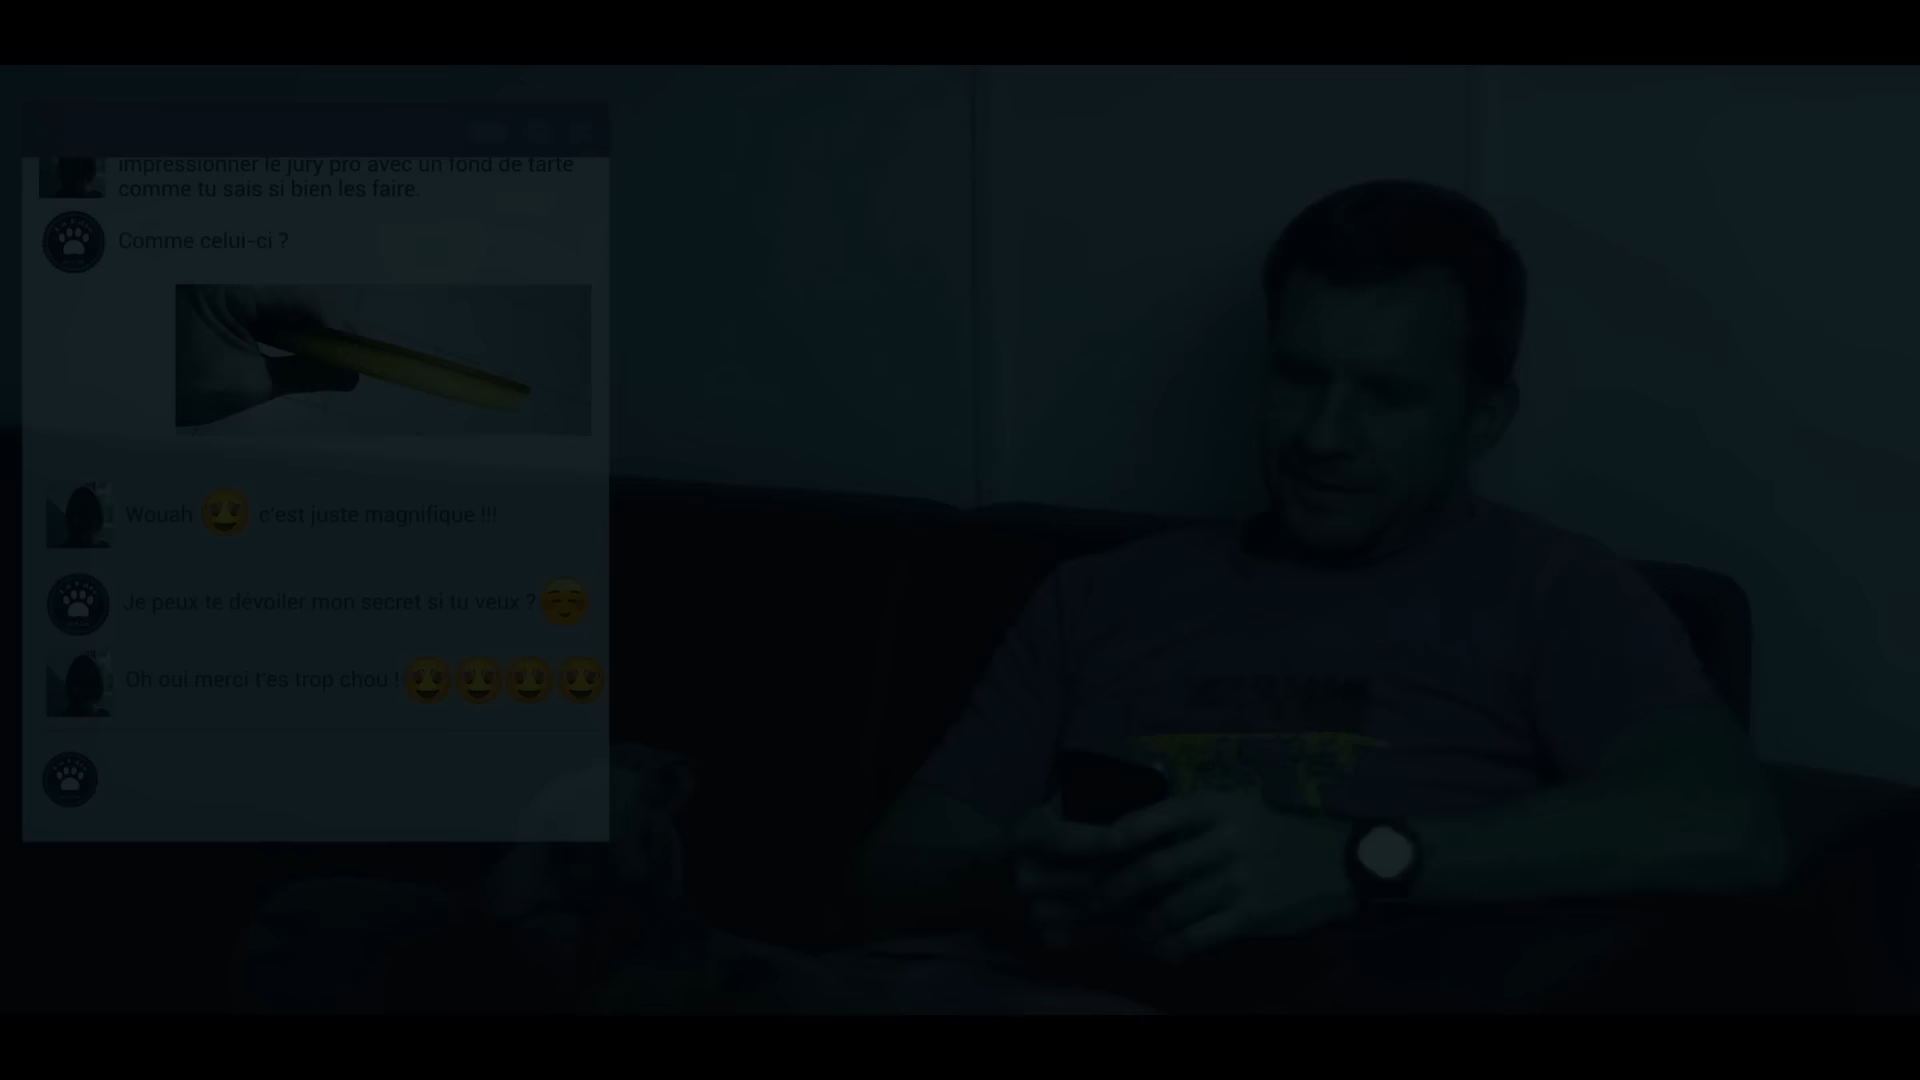 impressionner le jury pro avec un fond de tarte
comme tu sais si bien les faire.
Comme celui-ci ?
Wouah 😃 c'est juste magnifique !!!
Je peux te dévoiler mon secret si tu veux ? ☺️
Oh oui merci t'es trop chou ! 😃😃😃😃